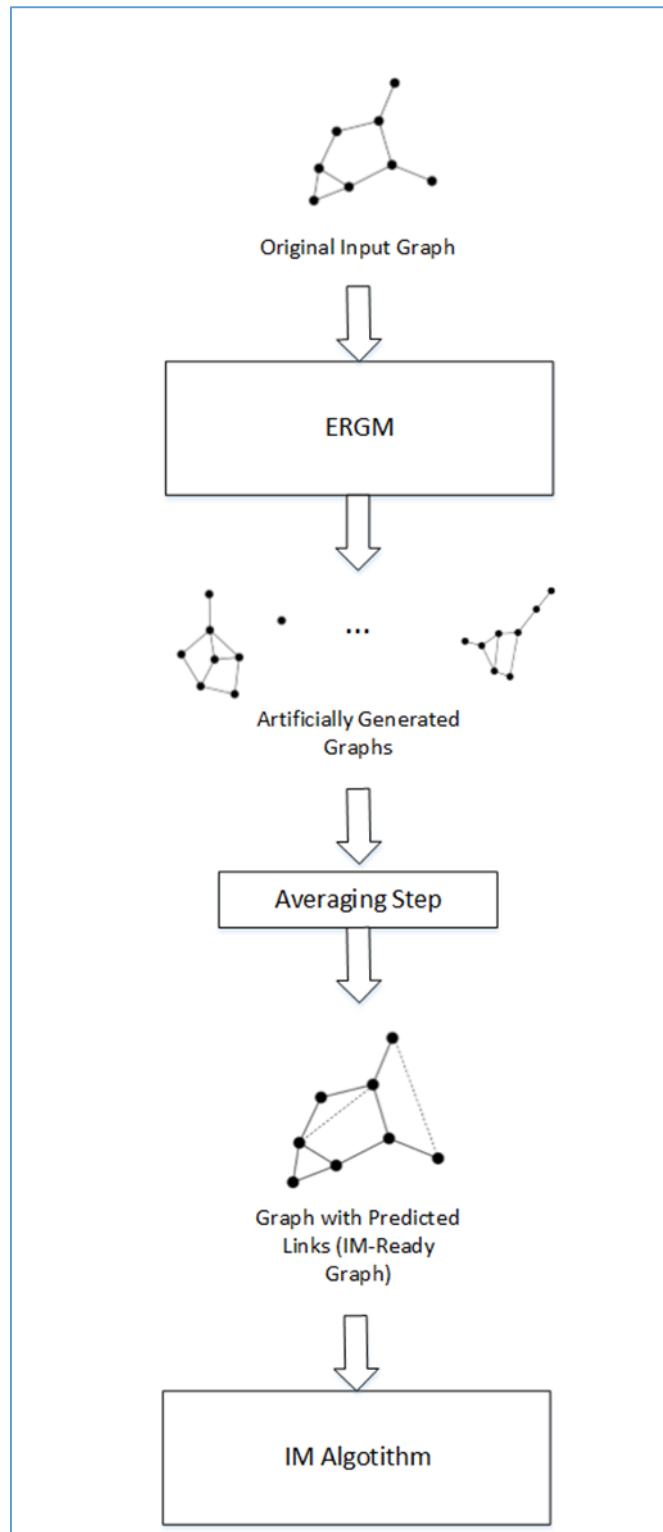 Original Input Graph
ERGM
...
Artificially Generated
Graphs
Averaging Step
Graph with Predicted
Links (IM-Ready
Graph)
IM Algotithm